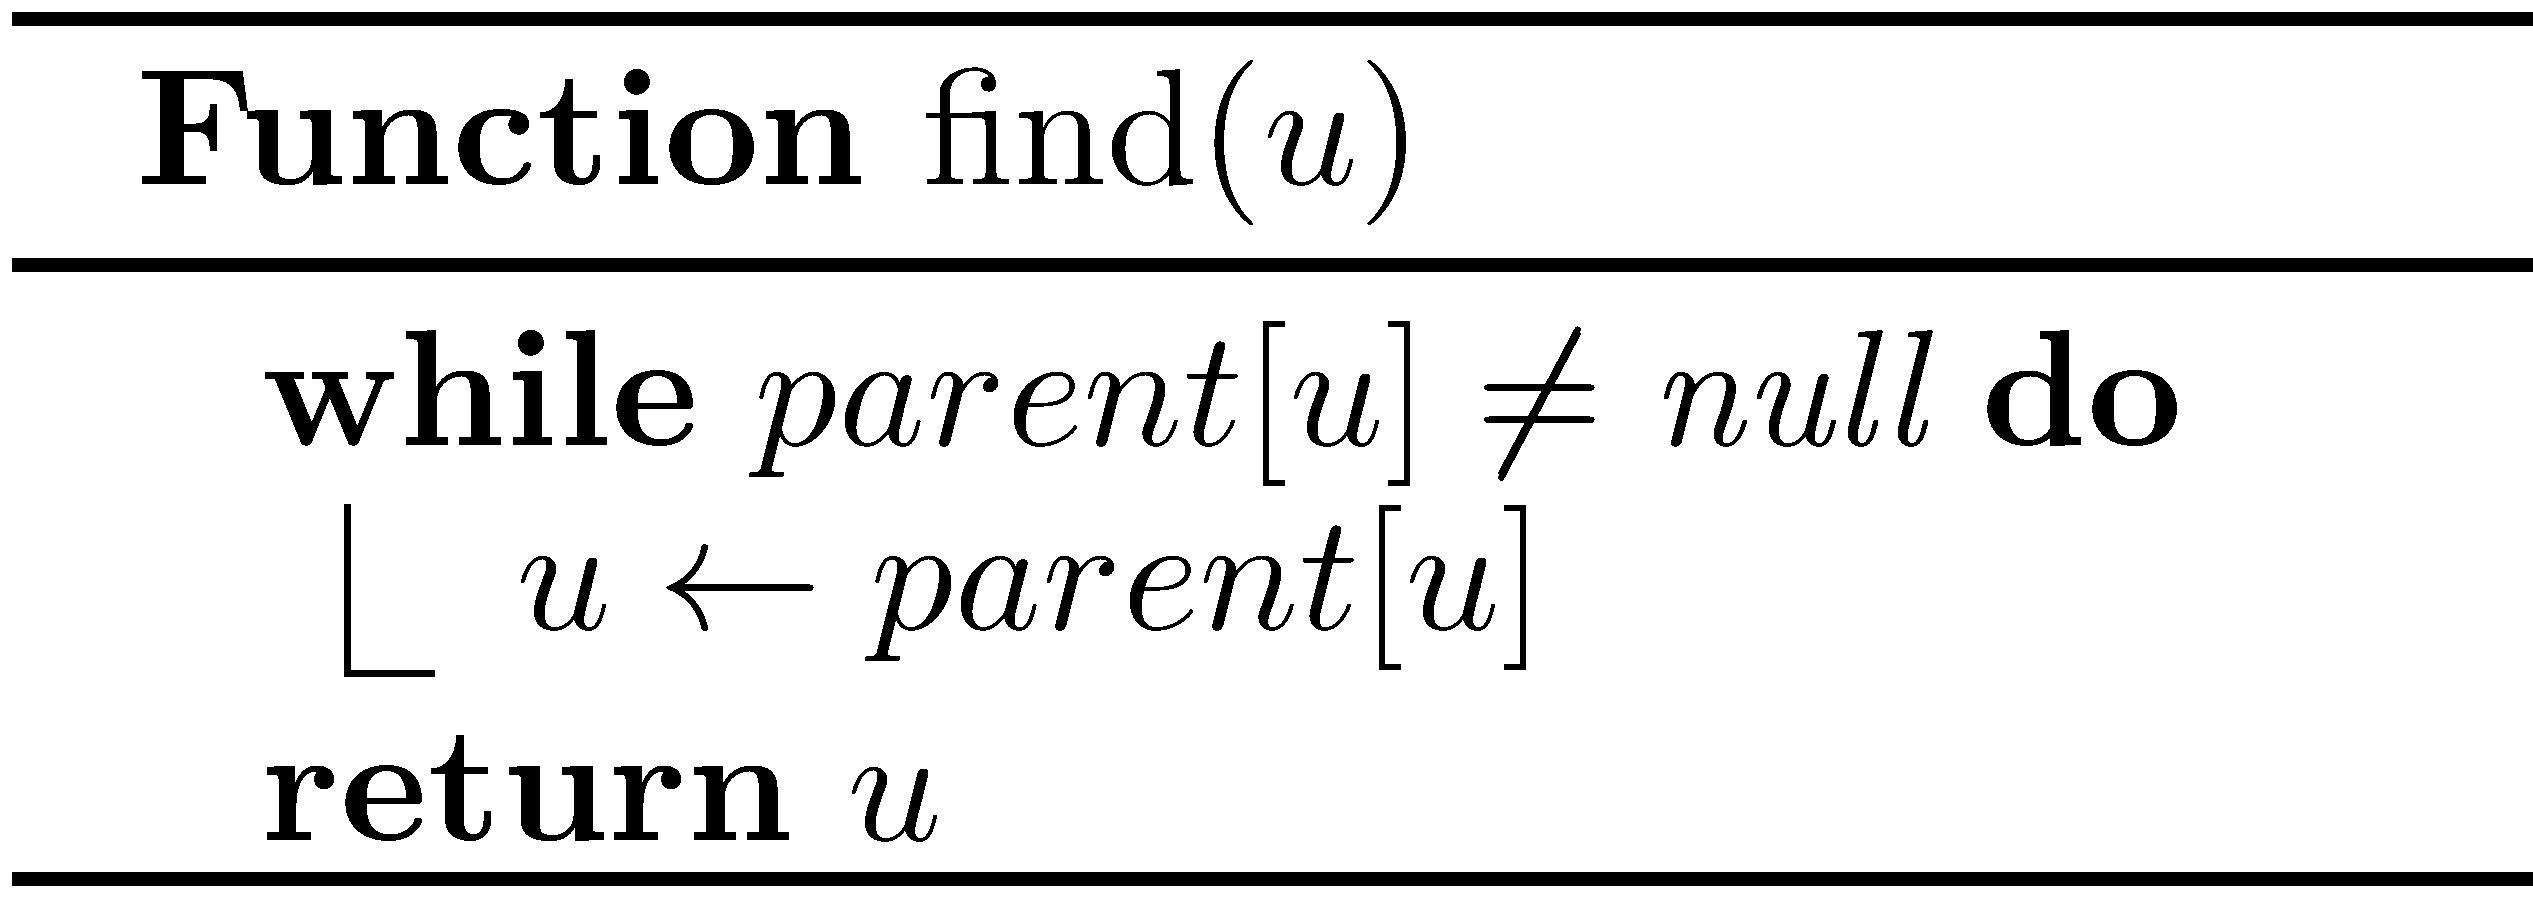 Function find(u)
while parent[u] ≠ null do
u ← parent[u]
return u